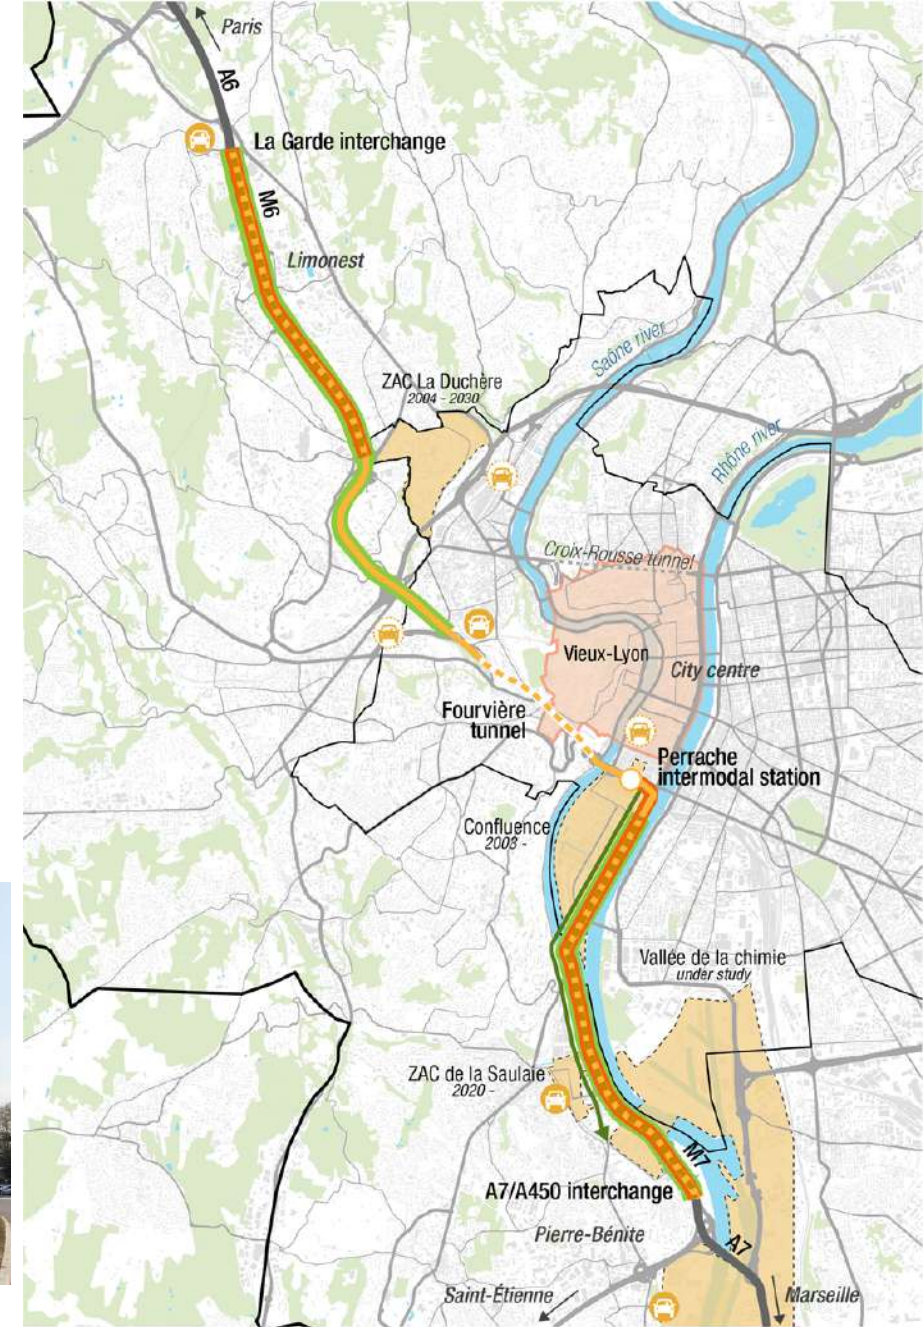 Paris
A6
La Garde interchange
M6
Limonest
Saône river
ZAC La Duchère
2004 - 2030
Rhône river
Croix-Rousse tunnel
Vieux-Lyon
City centre
Fourvière
tunnel
Perrache
intermodal station
Confluence
2003 -
Vallée de la chimie
under study
ZAC de la Saulaie
2020 -
M7
A7/A450 interchange
Pierre-Bénite
A7
Saint-Étienne
Marseille